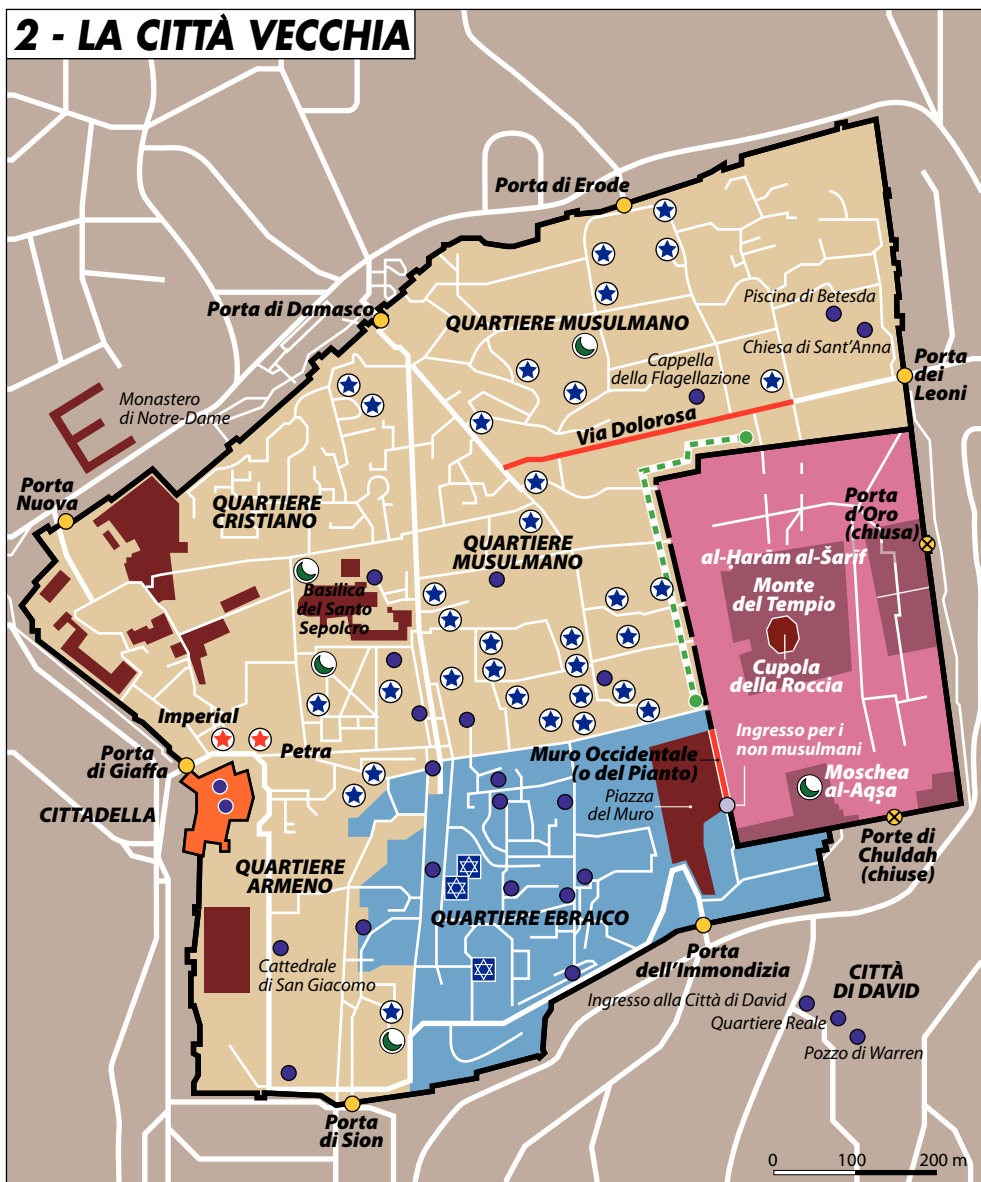 2 - LA CITTÀ VECCHIA
Porta di Erode
Porta di Damasco
QUARTIERE MUSULMANO
Piscina di Betesda
Chiesa di Sant'Anna
Cappella
della Flagellazione
Porta
dei
Leoni
Monastero
di Notre-Dame
Via Dolorosa
Porta
Nuova
QUARTIERE
CRISTIANO
QUARTIERE
MUSULMANO
Porta
d'Oro
(chiusa)
al-Ḥarām al-Šarīf
Monte
del Tempio
Basilica
del Santo
Sepolcro
Cupola
della Roccia
Imperial
Petra
Porta
di Giaffa
CITTADELLA
Muro Occidentale
(o del Pianto)
Piazza
del Muro
Ingresso per i
non musulmani
Moschea
al-Aqṣa
Porte di
Chuldah
(chiuse)
QUARTIERE
ARMENO
QUARTIERE EBRAICO
Cattedrale
di San Giacomo
Porta
dell'Immondizia
CITTÀ
DI DAVID
Ingresso alla Città di David
Quartiere Reale
Pozzo di Warren
Porta
di Sion
0 100 200 m